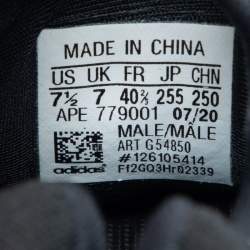 MADE IN CHINA
US UK FR JP CHN
7½ 7 40⅔ 255 250
APE 779001 07/20
MALE/MÂLE
ART G54850
#126105414
adidas Ff2GQ3Hr02339